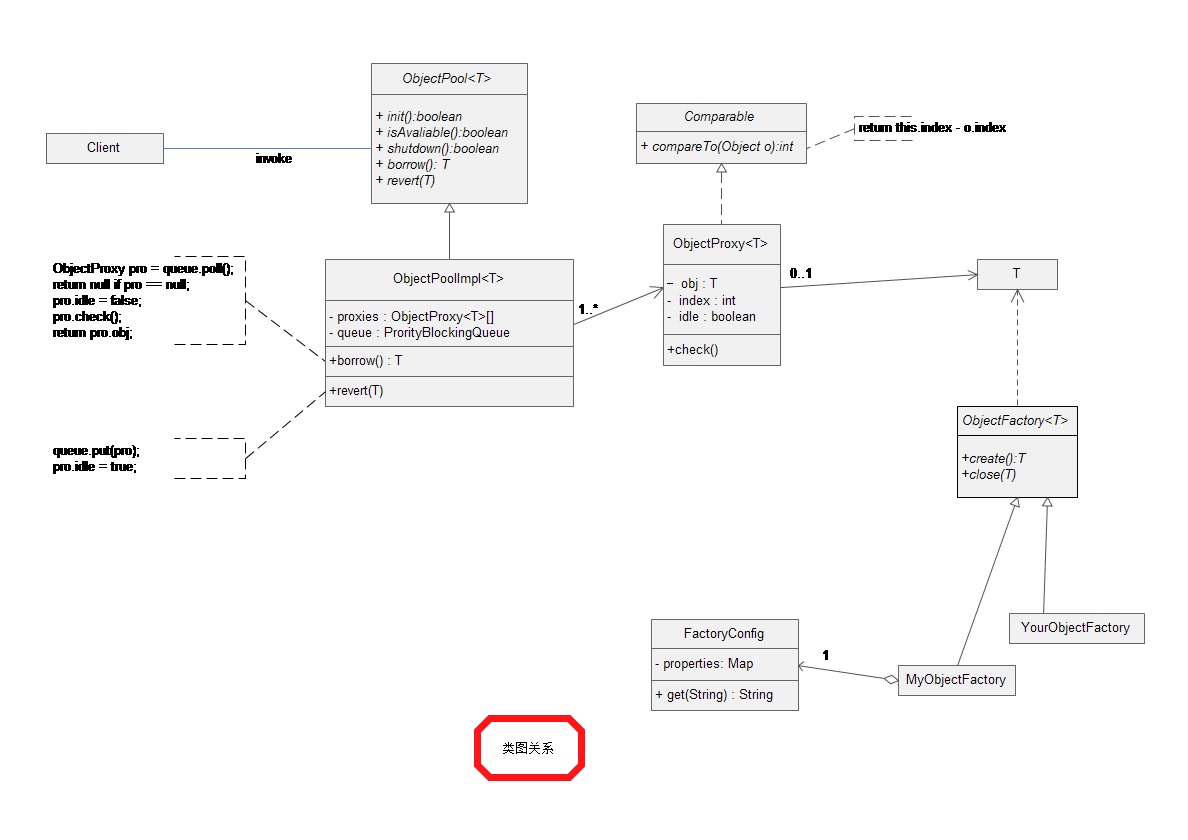 ObjectPool<T>
+ init():boolean
+ isAvaliable():boolean
+ shutdown():boolean
+ borrow(): T
+ revert(T)
Client
invoke
Comparable
+ compareTo(Object o):int
return this.index - o.index
ObjectProxy pro = queue.poll();
return null if pro == null;
pro.idle = false;
pro.check();
return pro.obj;
ObjectPoolImpl<T>
- proxies : ObjectProxy<T>[]
- queue : ProrityBlockingQueue
+borrow() : T
+revert(T)
1..*
ObjectProxy<T>
- obj : T
- index : int
- idle : boolean
+check()
0..1
T
queue.put(pro);
pro.idle = true;
ObjectFactory<T>
+create():T
+close(T)
YourObjectFactory
FactoryConfig
- properties: Map
+ get(String) : String
1
MyObjectFactory
类图关系